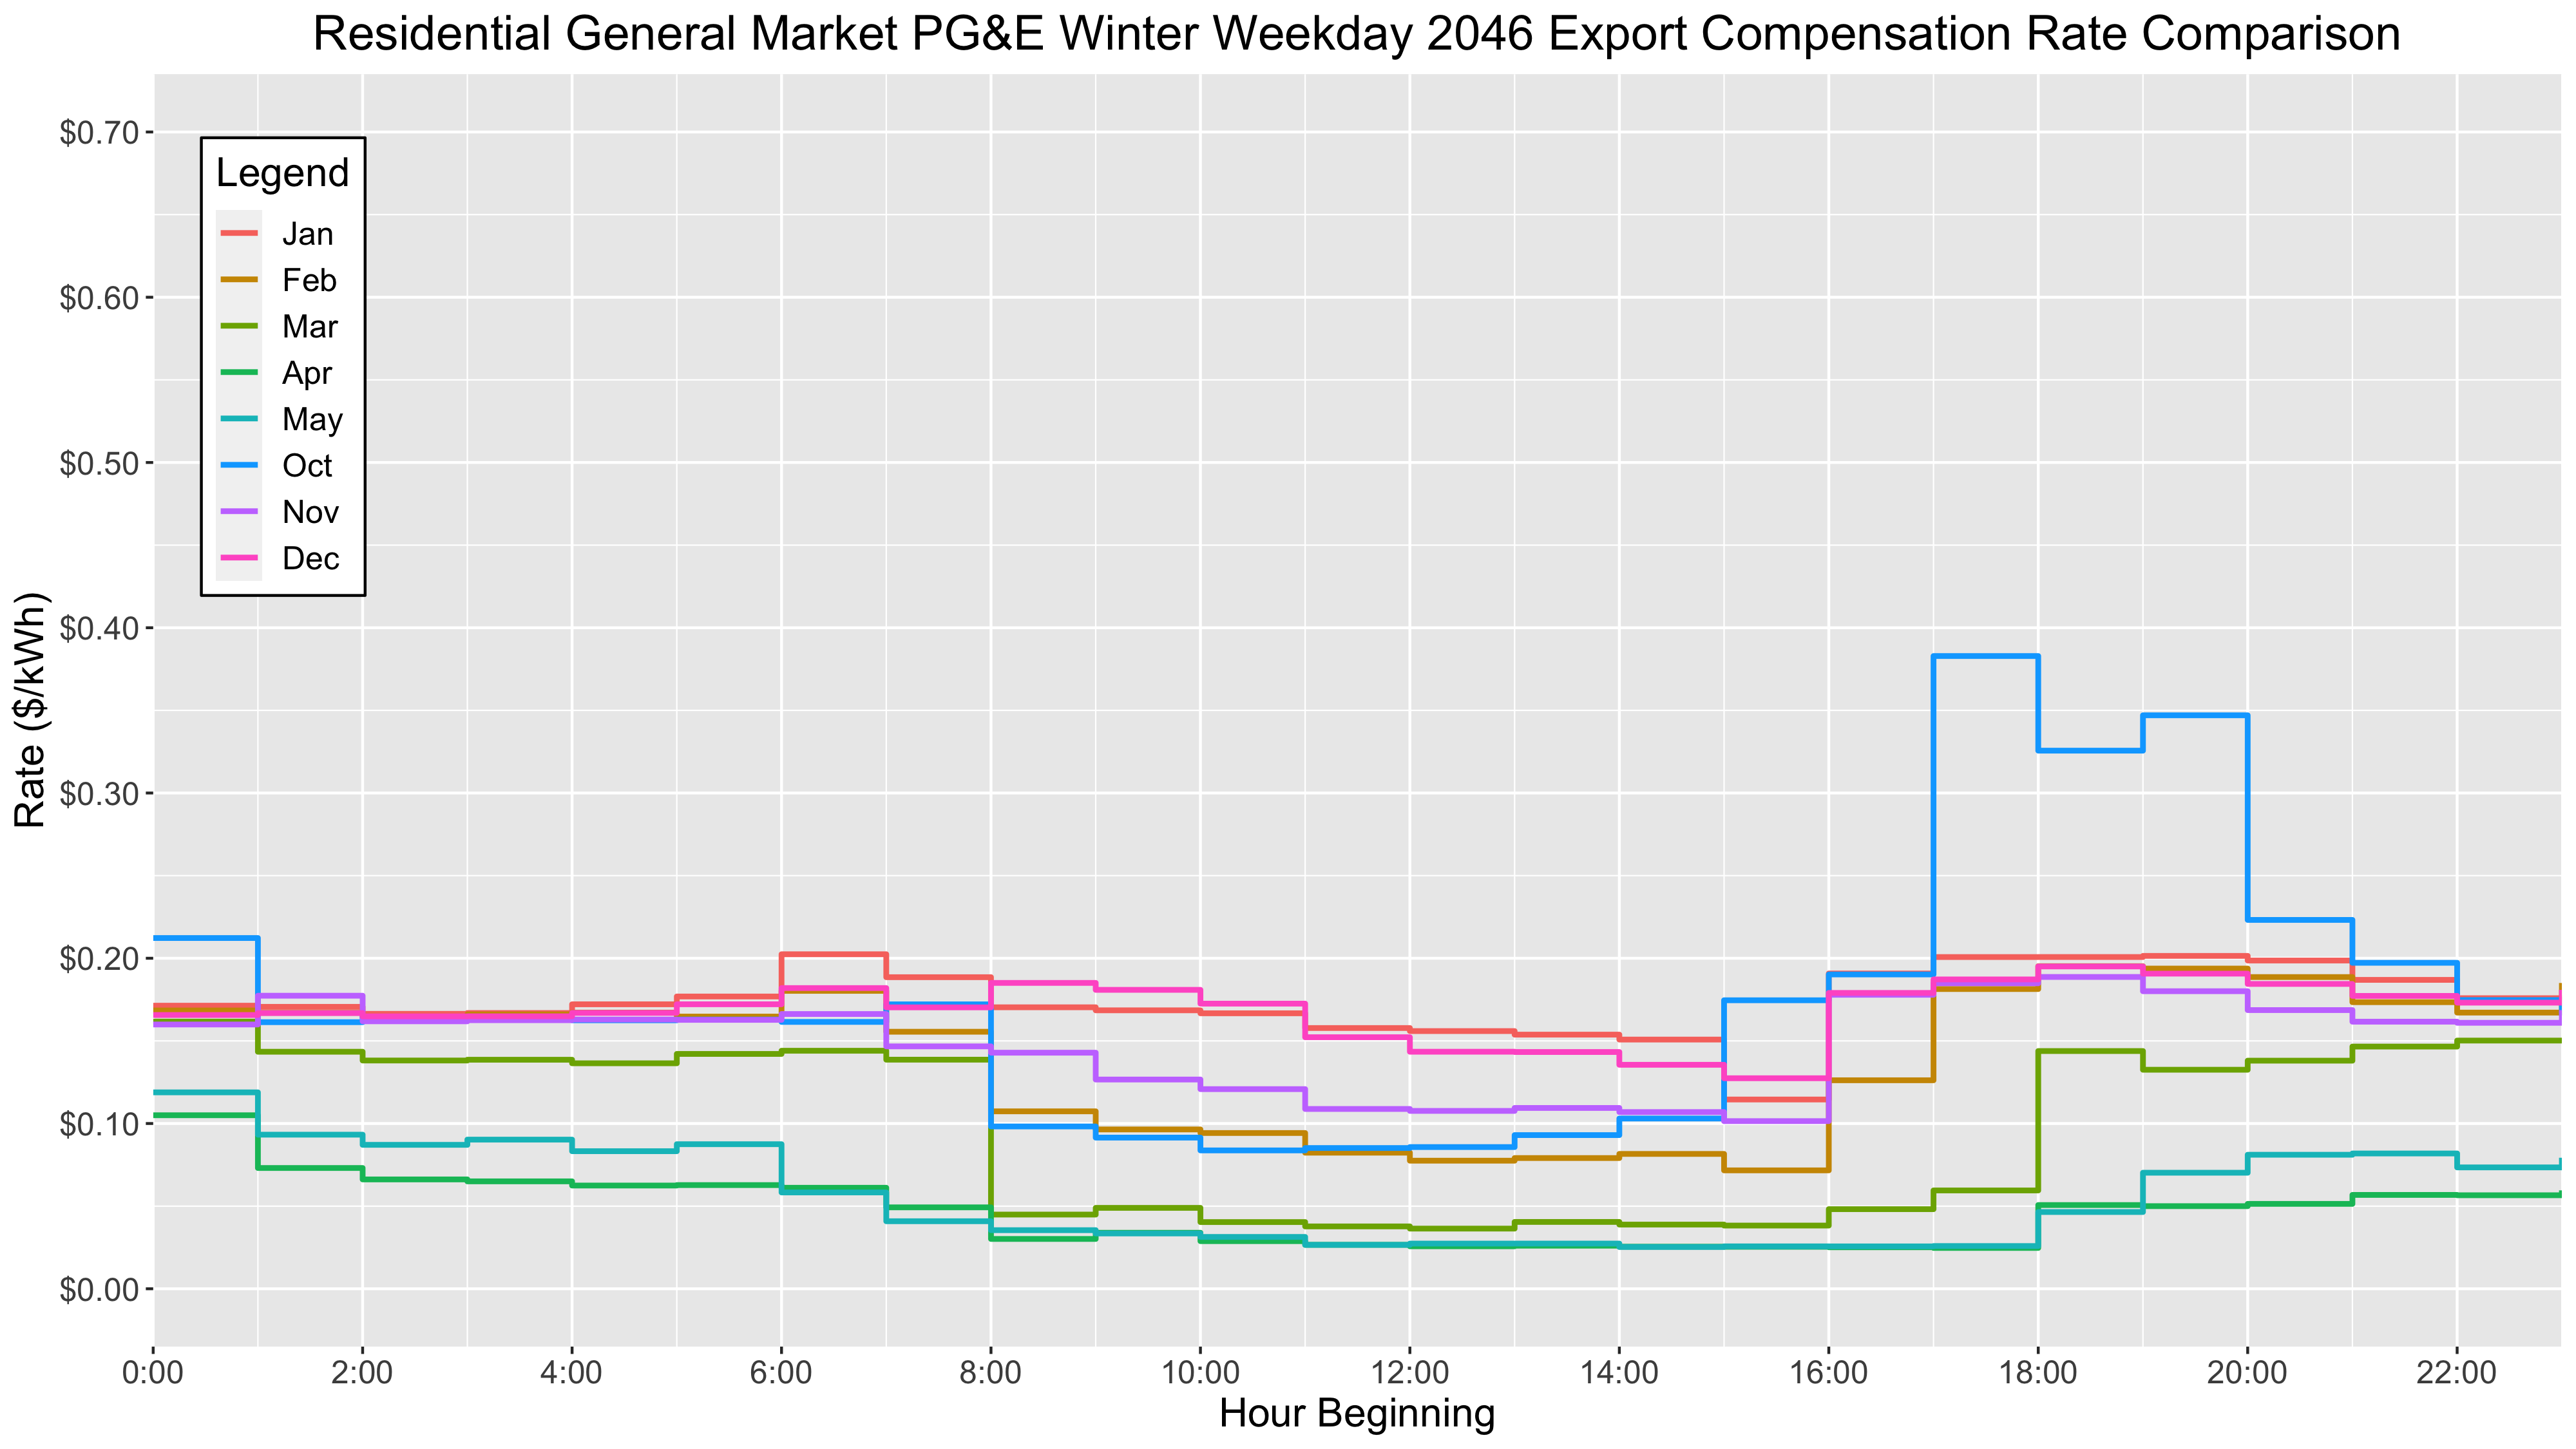 Residential General Market PG&E Winter Weekday 2046 Export Compensation Rate Comparison
$0.70
$0.60
$0.50
$0.40
$0.30
$0.20
$0.10
$0.00
Rate ($/kWh)
Legend
Jan
Feb
Mar
Apr
May
Oct
Nov
Dec
0:00 2:00 4:00 6:00 8:00 10:00 12:00 14:00 16:00 18:00 20:00 22:00
Hour Beginning